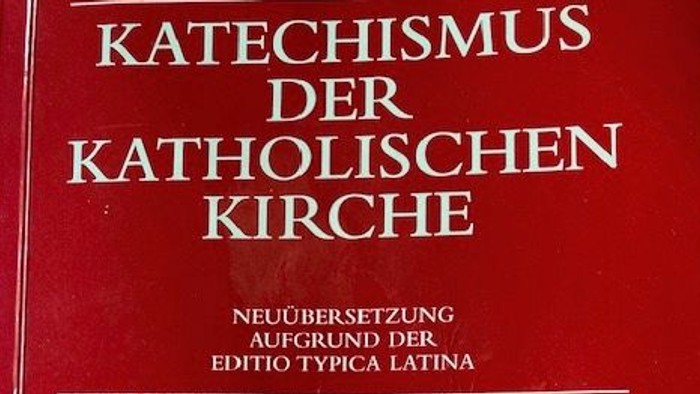 KATECHISMUS
DER
KATHOLISCHEN
KIRCHE
NEUÜBERSETZUNG
AUFGRUND DER
EDITIO TYPICA LATINA